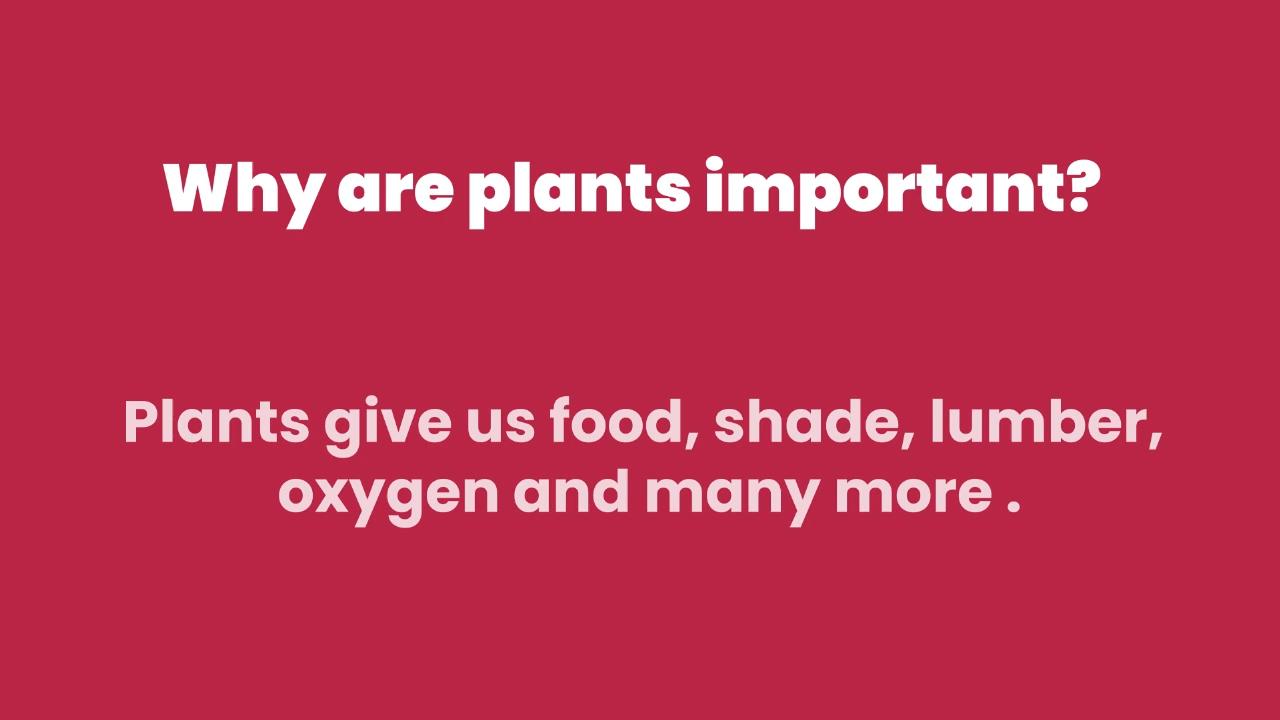 Why are plants important?
Plants give us food, shade, lumber,
oxygen and many more .